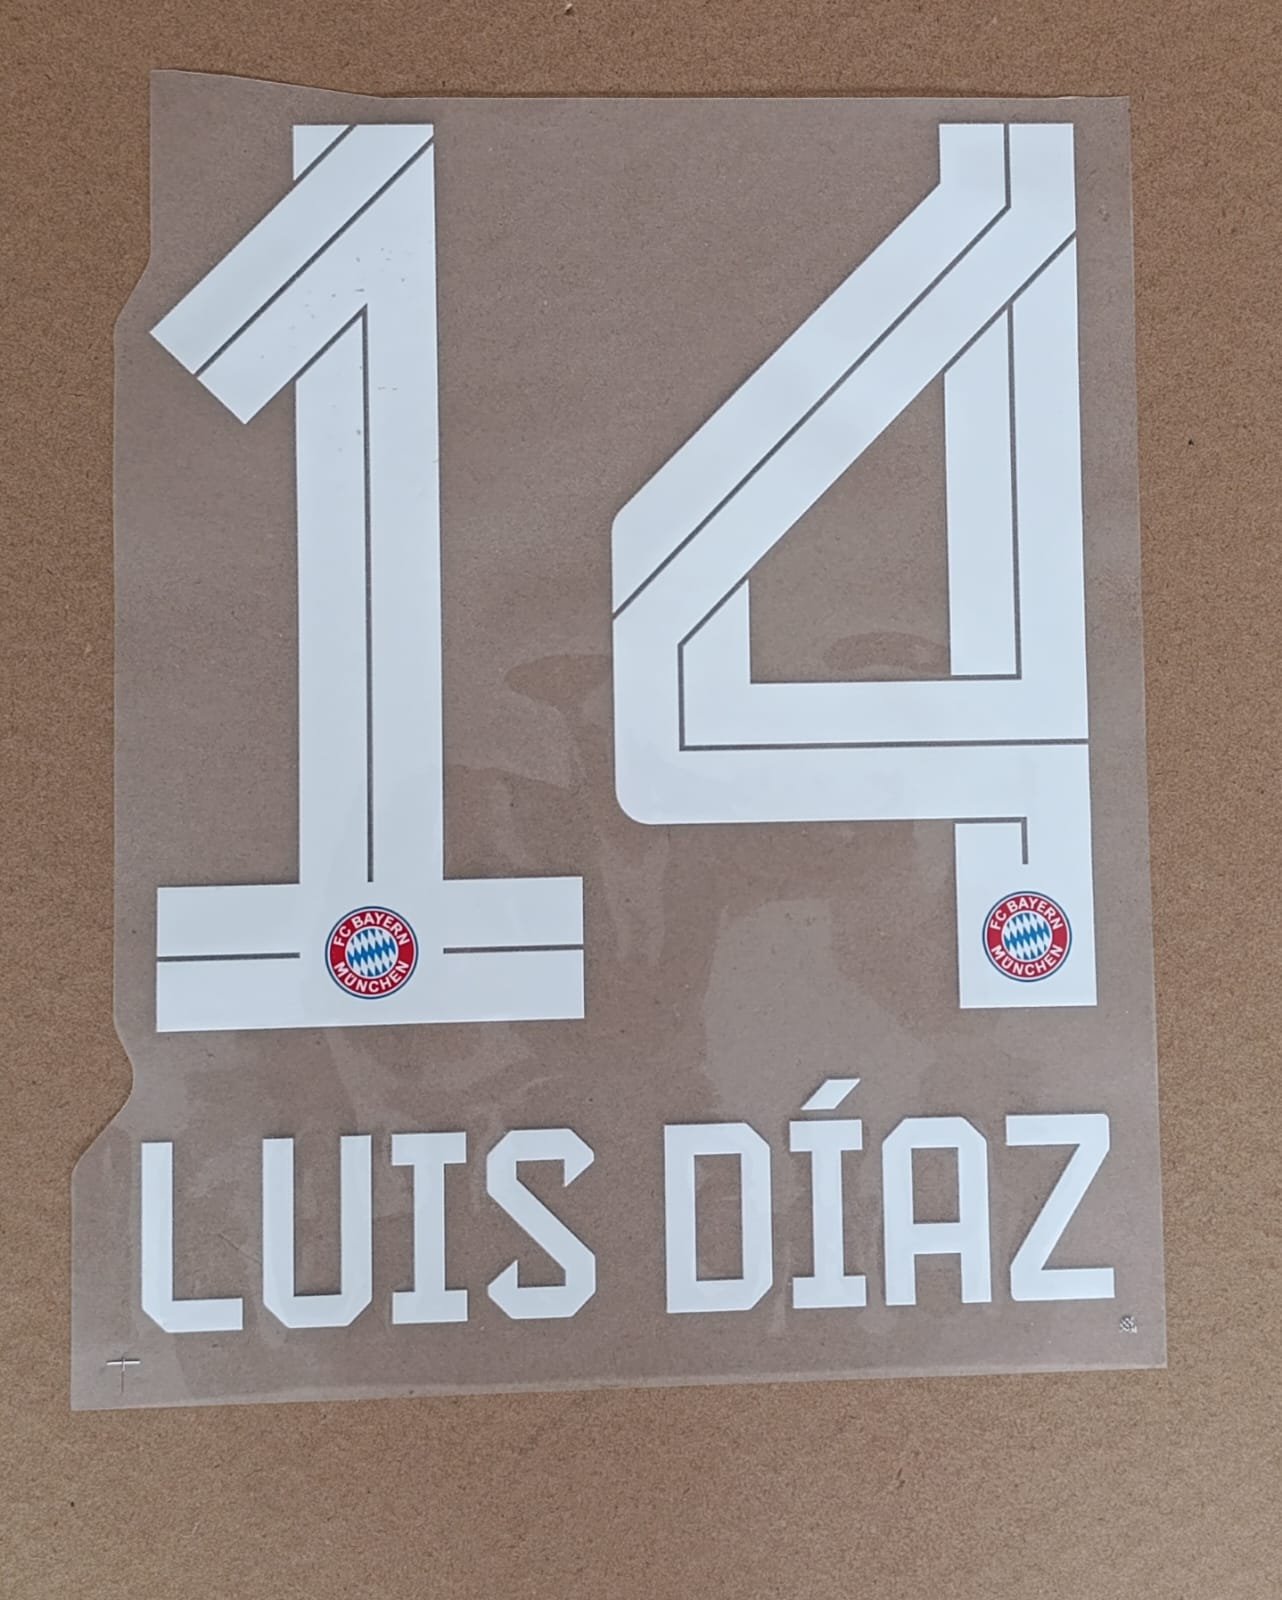 14
FC BAYERN
MÜNCHEN
FC BAYERN
MÜNCHEN
LUIS DÍAZ